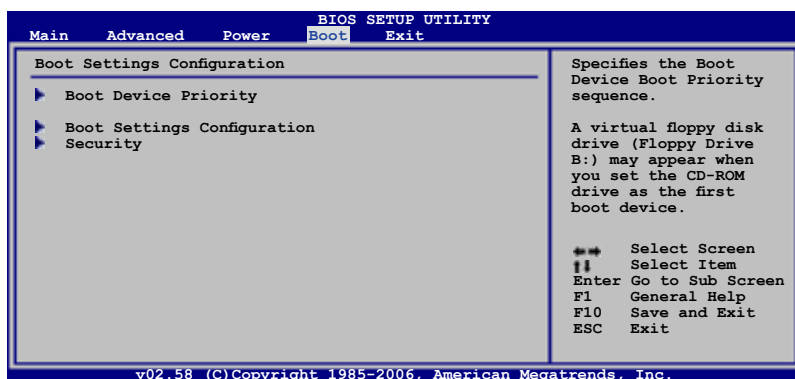 BIOS SETUP UTILITY
Main Advanced Power Boot Exit
Boot Settings Configuration
Boot Device Priority
Boot Settings Configuration
Security
Specifies the Boot
Device Boot Priority
sequence.
A virtual floppy disk
drive (Floppy Drive
B:) may appear when
you set the CD-ROM
drive as the first
boot device.
Select Screen
Select Item
Enter Go to Sub Screen
F1 General Help
F10 Save and Exit
ESC Exit
v02.58 (C)Copyright 1985-2006, American Megatrends, Inc.